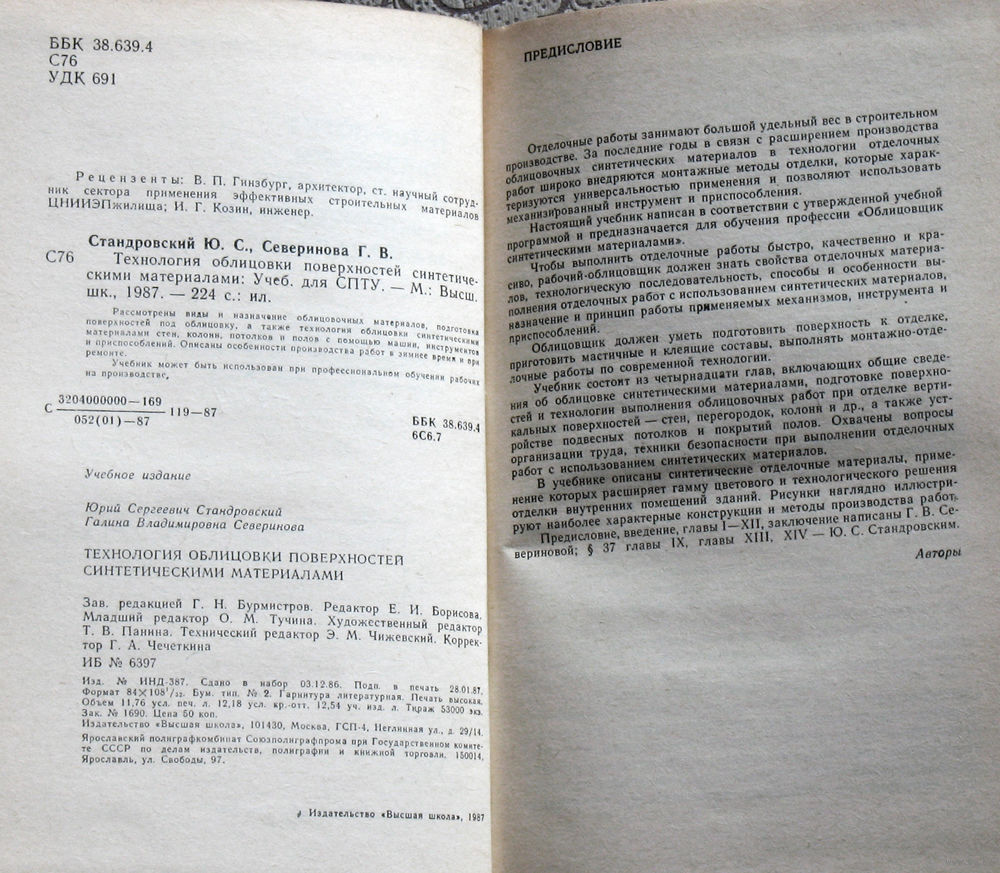 ББК 38.639.4
С76
УДК 691
Рецензенты: В. П. Гинзбург, архитектор, ст. научный сотруд-
ник сектора применения эффективных строительных материалов
ЦНИИЭПжилища; И. Г. Козин, инженер.
Стандровский Ю. С., Северинова Г. В.
С76 Технология облицовки поверхностей синтетиче-
скими материалами: Учеб. для СПТУ. — М.: Высш.
шк., 1987. — 224 с.: ил.
Рассмотрены виды и назначение облицовочных материалов, подготовка
поверхностей под облицовку, а также технология облицовки синтетическими
материалами стен, колонн, потолков и полов с помощью машин, инструментов
и приспособлений. Описаны особенности производства работ в зимнее время и при
ремонте.
Учебник может быть использован при профессиональном обучении рабочих
на производстве.
С 3204000000—169
052(01)—87
119—87
ББК 38.639.4
6С6.7
Учебное издание
Юрий Сергеевич Стандровский
Галина Владимировна Северинова
ТЕХНОЛОГИЯ ОБЛИЦОВКИ ПОВЕРХНОСТЕЙ
СИНТЕТИЧЕСКИМИ МАТЕРИАЛАМИ
Зав. редакцией Г. Н. Бурмистров. Редактор Е. И. Борисова.
Младший редактор О. М. Тучина. Художественный редактор
Т. В. Панина. Технический редактор Э. М. Чижевский. Коррек-
тор Г. А. Чечеткина
ИБ № 6397
Изд. № ИНД-387. Сдано в набор 03.12.86. Подп. в печать 28.01.87.
Формат 84×108¹/₃₂. Бум. тип. № 2. Гарнитура литературная. Печать высокая.
Объем 11,76 усл. печ. л. 12,18 усл. кр.-отт. 12,54 уч. изд. л. Тираж 53000 экз.
Зак. № 1690. Цена 50 коп.
Издательство «Высшая школа», 101430, Москва, ГСП-4, Неглинная ул., д. 29/14.
Ярославский полиграфкомбинат Союзполиграфпрома при Государственном комите-
те СССР по делам издательств, полиграфии и книжной торговли. 150014,
Ярославль, ул. Свободы, 97.
Издательство «Высшая школа», 1987
ПРЕДИСЛОВИЕ
Отделочные работы занимают большой удельный вес в строительном
производстве. За последние годы в связи с расширением производства
облицовочных синтетических материалов в технологии отделочных
работ широко внедряются монтажные методы отделки, которые харак-
теризуются универсальностью применения и позволяют использовать
механизированный инструмент и приспособления.
Настоящий учебник написан в соответствии с утвержденной учебной
программой и предназначается для обучения профессии «Облицовщик
синтетическими материалами».
Чтобы выполнить отделочные работы быстро, качественно и кра-
сиво, рабочий-облицовщик должен знать свойства отделочных материа-
лов, технологическую последовательность, способы и особенности вы-
полнения отделочных работ с использованием синтетических материалов,
назначение и принцип работы применяемых механизмов, инструмента и
приспособлений.
Облицовщик должен уметь подготовить поверхность к отделке,
приготовить мастичные и клеящие составы, выполнять монтажно-отде-
лочные работы по современной технологии.
Учебник состоит из четырнадцати глав, включающих общие сведе-
ния об облицовке синтетическими материалами, подготовке поверхно-
стей и технологии выполнения облицовочных работ при отделке верти-
кальных поверхностей — стен, перегородок, колонн и др., а также уст-
ройстве подвесных потолков и покрытий полов. Охвачены вопросы
организации труда, техники безопасности при выполнении отделочных
работ с использованием синтетических материалов.
В учебнике описаны синтетические отделочные материалы, приме-
нение которых расширяет гамму цветового и технологического решения
отделки внутренних помещений зданий. Рисунки наглядно иллюстри-
руют наиболее характерные конструкции и методы производства работ.
Предисловие, введение, главы I—XII, заключение написаны Г. В. Се-
вериновой; § 37 главы IX, главы XIII, XIV — Ю. С. Стандровским.
Авторы